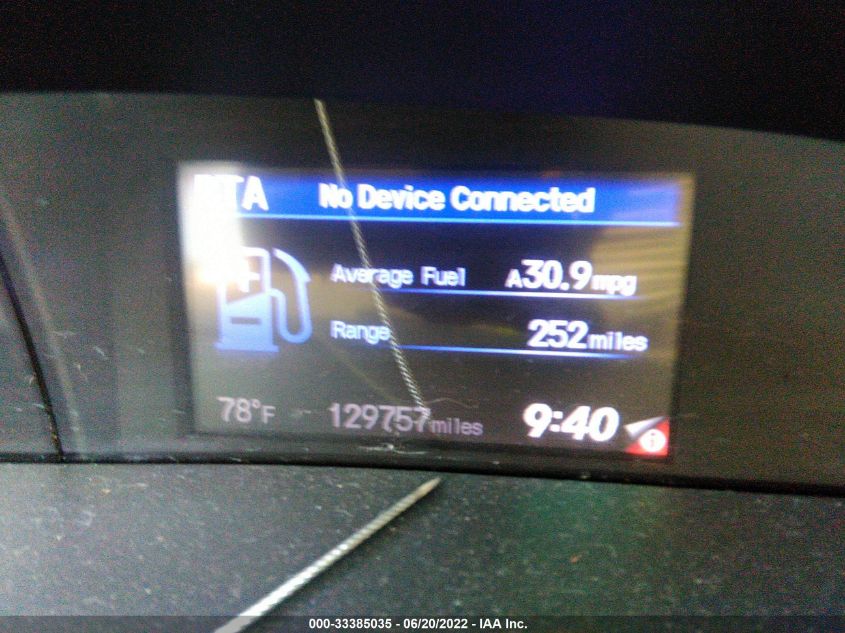 No Device Connected
Average Fuel A30.9mpg
Range 252miles
78°F 129757miles 9:40
000-33385035 - 06/20/2022 - IAA Inc.